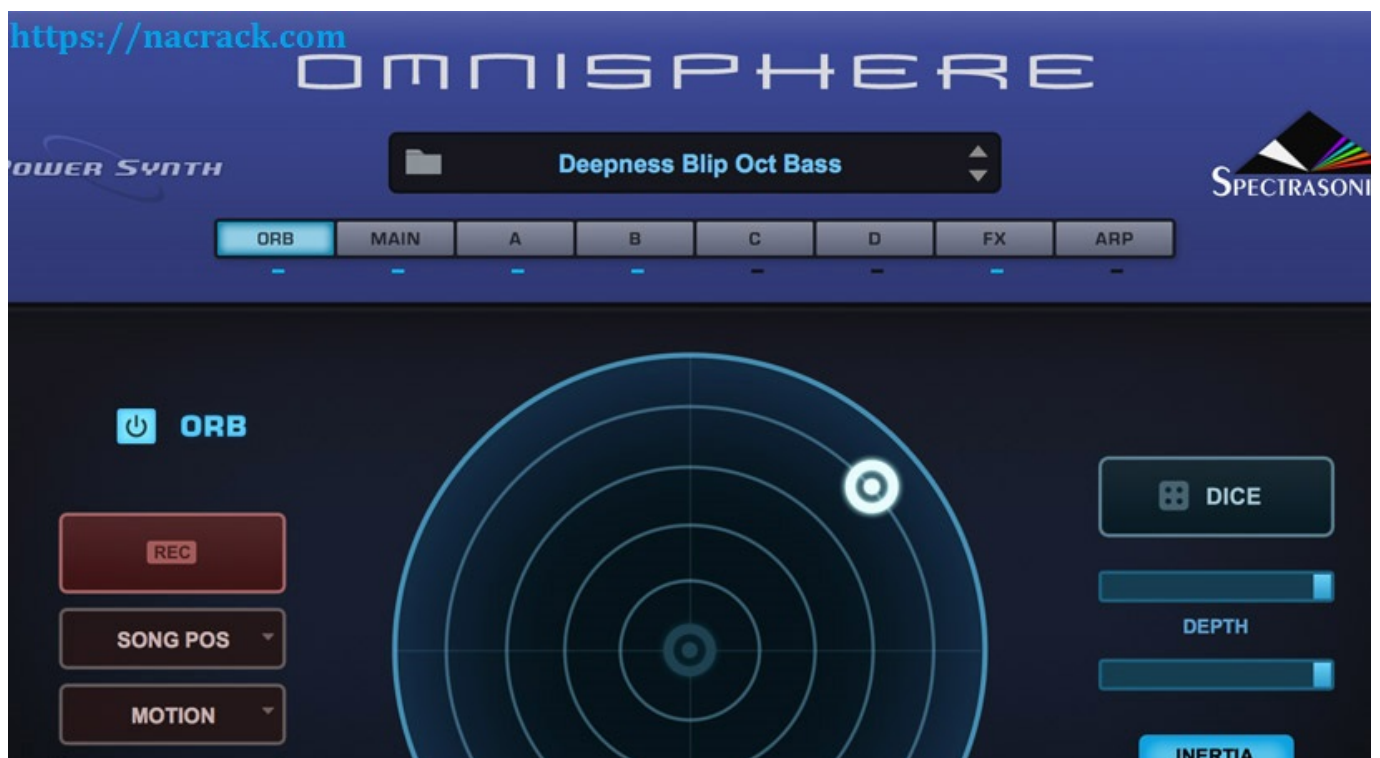 https://nacrack.com
OMNISPHERE
POWER SYNTH
Deepness Blip Oct Bass
SPECTRASONI
ORB MAIN A B C D FX ARP
ORB
DICE
REC
SONG POS
DEPTH
MOTION
INERTIA